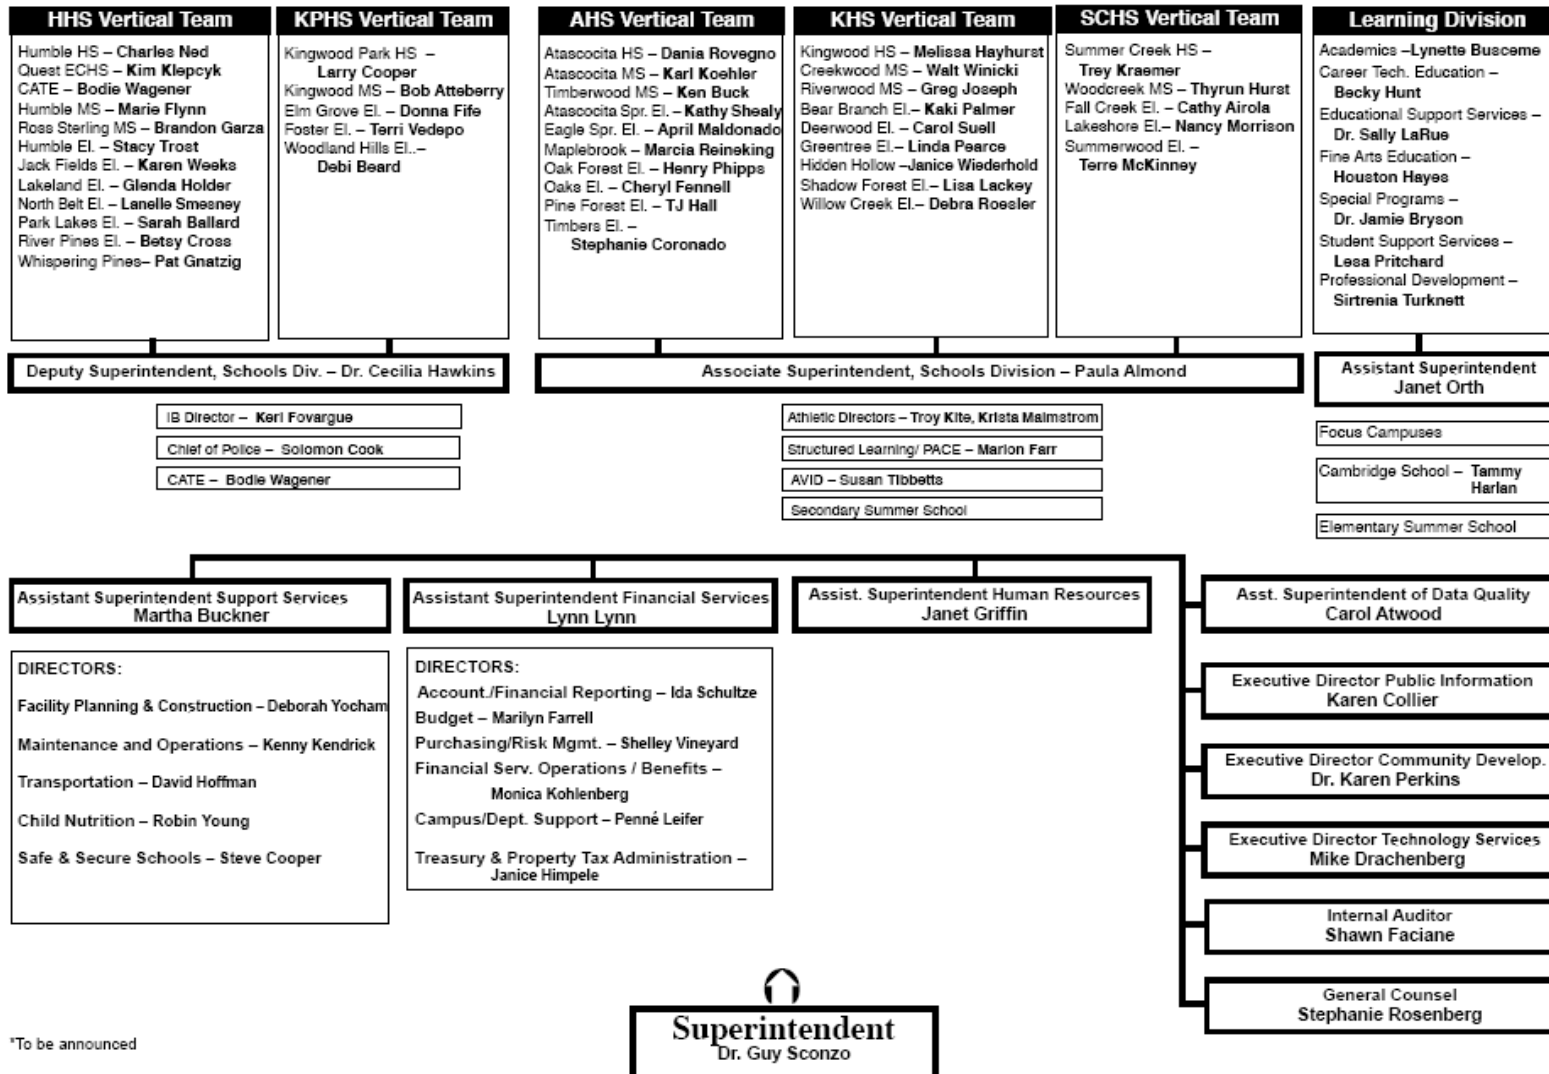 HHS Vertical Team
Humble HS – Charles Ned
Quest ECHS – Kim Klepcyk
CATE – Bodie Wagener
Humble MS – Marie Flynn
Ross Sterling MS – Brandon Garza
Humble El. – Stacy Trost
Jack Fields El. – Karen Weeks
Lakeland El. – Glenda Holder
North Belt El. – Lanelle Smesney
Park Lakes El. – Sarah Ballard
River Pines El. – Betsy Cross
Whispering Pines– Pat Gnatzig
KPHS Vertical Team
Kingwood Park HS –
Larry Cooper
Kingwood MS – Bob Atteberry
Elm Grove El. – Donna Fife
Foster El. – Terri Vedepo
Woodland Hills El..–
Debi Beard
Deputy Superintendent, Schools Div. – Dr. Cecilia Hawkins
IB Director – Keri Fovargue
Chief of Police – Solomon Cook
CATE – Bodie Wagener
AHS Vertical Team
Atascocita HS – Dania Rovegno
Atascocita MS – Karl Koehler
Timberwood MS – Ken Buck
Atascocita Spr. El. – Kathy Shealy
Eagle Spr. El. – April Maldonado
Maplebrook – Marcia Reineking
Oak Forest El. – Henry Phipps
Oaks El. – Cheryl Fennell
Pine Forest El. – TJ Hall
Timbers El. –
Stephanie Coronado
KHS Vertical Team
Kingwood HS – Melissa Hayhurst
Creekwood MS – Walt Winicki
Riverwood MS – Greg Joseph
Bear Branch El. – Kaki Palmer
Deerwood El. – Carol Suell
Greentree El.– Linda Pearce
Hidden Hollow –Janice Wiederhold
Shadow Forest El.– Lisa Lackey
Willow Creek El.– Debra Roesler
SCHS Vertical Team
Summer Creek HS –
Trey Kraemer
Woodcreek MS – Thyrun Hurst
Fall Creek El. – Cathy Airola
Lakeshore El.– Nancy Morrison
Summerwood El. –
Terre McKinney
Associate Superintendent, Schools Division – Paula Almond
Athletic Directors – Troy Kite, Krista Malmstrom
Structured Learning/ PACE – Marion Farr
AVID – Susan Tibbetts
Secondary Summer School
Learning Division
Academics –Lynette Busceme
Career Tech. Education –
Becky Hunt
Educational Support Services –
Dr. Sally LaRue
Fine Arts Education –
Houston Hayes
Special Programs –
Dr. Jamie Bryson
Student Support Services –
Lesa Pritchard
Professional Development –
Sirtrenia Turknett
Assistant Superintendent
Janet Orth
Focus Campuses
Cambridge School – Tammy
Harlan
Elementary Summer School
Assistant Superintendent Support Services
Martha Buckner
DIRECTORS:
Facility Planning & Construction – Deborah Yocham
Maintenance and Operations – Kenny Kendrick
Transportation – David Hoffman
Child Nutrition – Robin Young
Safe & Secure Schools – Steve Cooper
Assistant Superintendent Financial Services
Lynn Lynn
DIRECTORS:
Account./Financial Reporting – Ida Schultze
Budget – Marilyn Farrell
Purchasing/Risk Mgmt. – Shelley Vineyard
Financial Serv. Operations / Benefits –
Monica Kohlenberg
Campus/Dept. Support – Penné Leifer
Treasury & Property Tax Administration –
Janice Himpele
Assist. Superintendent Human Resources
Janet Griffin
Asst. Superintendent of Data Quality
Carol Atwood
Executive Director Public Information
Karen Collier
Executive Director Community Develop.
Dr. Karen Perkins
Executive Director Technology Services
Mike Drachenberg
Internal Auditor
Shawn Faciane
General Counsel
Stephanie Rosenberg
Superintendent
Dr. Guy Sconzo
*To be announced